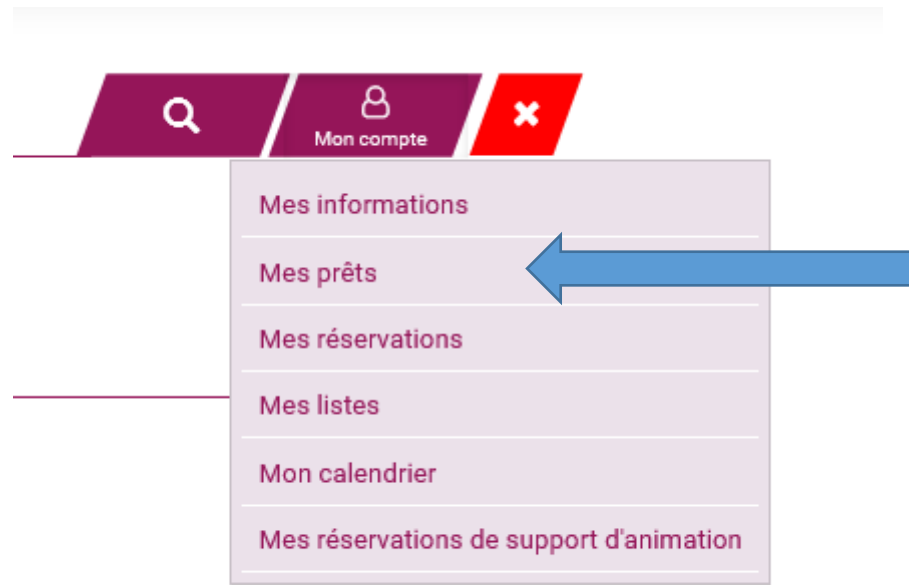 Mon compte
Mes informations
Mes prêts
Mes réservations
Mes listes
Mon calendrier
Mes réservations de support d'animation